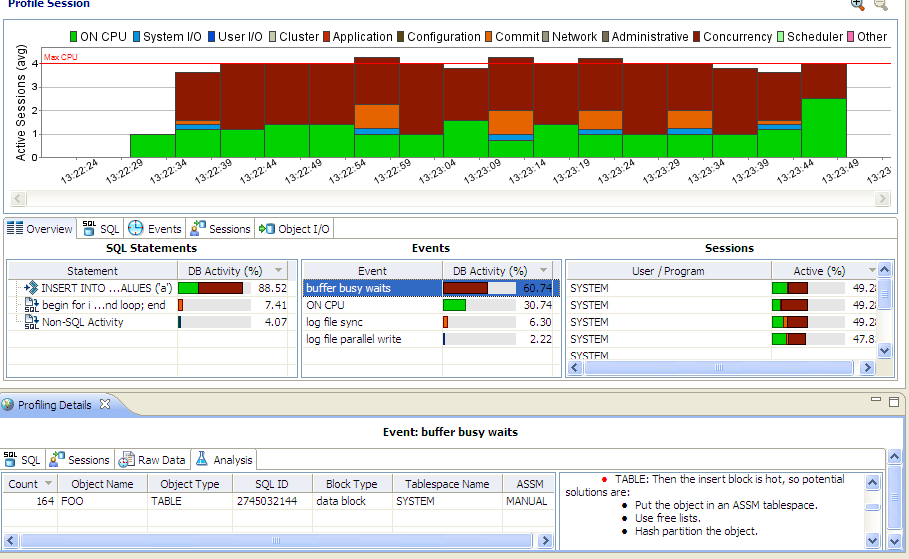 Profile Session
ON CPU System I/O User I/O Cluster Application Configuration Commit Network Administrative Concurrency Scheduler Other
Active Sessions (avg)
Max CPU
4
3
2
1
0
13:22:24 13:22:29 13:22:34 13:22:39 13:22:44 13:22:49 13:22:54 13:22:59 13:23:04 13:23:09 13:23:14 13:23:19 13:23:24 13:23:29 13:23:34 13:23:39 13:23:44 13:23:49
Overview SQL Events Sessions Object I/O
SQL Statements Events Sessions
Statement DB Activity (%) Event DB Activity (%) User / Program Active (%)
INSERT INTO ...ALUES ('a') 88.52 buffer busy waits 60.74 SYSTEM 49.28
begin for i ...nd loop; end 7.41 ON CPU 30.74 SYSTEM 49.28
Non-SQL Activity 4.07 log file sync 6.30 SYSTEM 49.28
log file parallel write 2.22 SYSTEM 47.8
SYSTEM
Profiling Details
Event: buffer busy waits
SQL Sessions Raw Data Analysis
Count Object Name Object Type SQL ID Block Type Tablespace Name ASSM
164 FOO TABLE 2745032144 data block SYSTEM MANUAL
TABLE: Then the insert block is hot, so potential
solutions are:
Put the object in an ASSM tablespace.
Use free lists.
Hash partition the object.